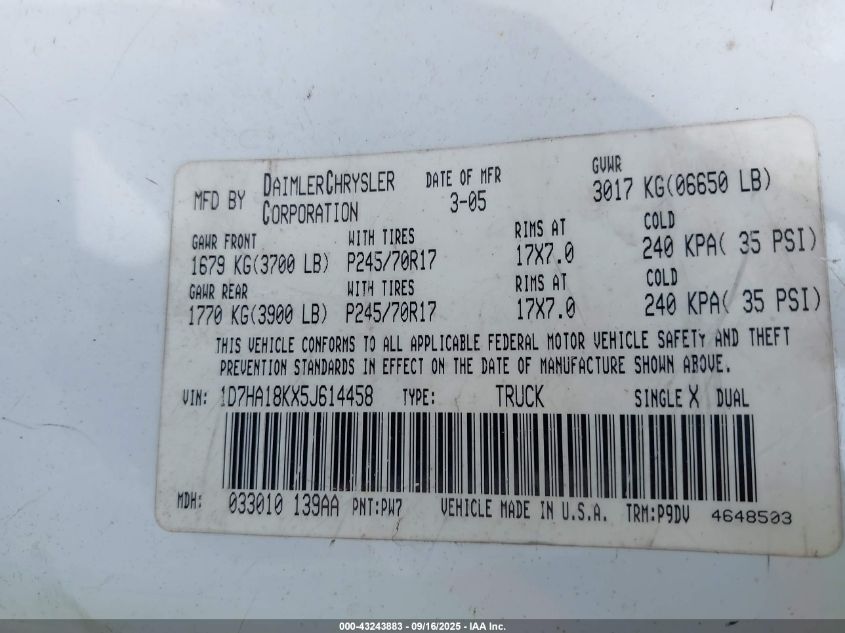 MFD BY DAIMLERCHRYSLER CORPORATION DATE OF MFR 3-05 GVWR 3017 KG(06650 LB)
GAWR FRONT WITH TIRES RIMS AT COLD
1679 KG(3700 LB) P245/70R17 17X7.0 240 KPA( 35 PSI)
GAWR REAR WITH TIRES RIMS AT COLD
1770 KG(3900 LB) P245/70R17 17X7.0 240 KPA( 35 PSI)
THIS VEHICLE CONFORMS TO ALL APPLICABLE FEDERAL MOTOR VEHICLE SAFETY AND THEFT
PREVENTION STANDARDS IN EFFECT ON THE DATE OF MANUFACTURE SHOWN ABOVE.
VIN: 1D7HA18KX5J614458 TYPE: TRUCK SINGLE X DUAL
MDH: 033010 139AA PNT:PW7 VEHICLE MADE IN U.S.A. TRM:P9DV 4648503
000-43243883 - 09/16/2025 - IAA Inc.